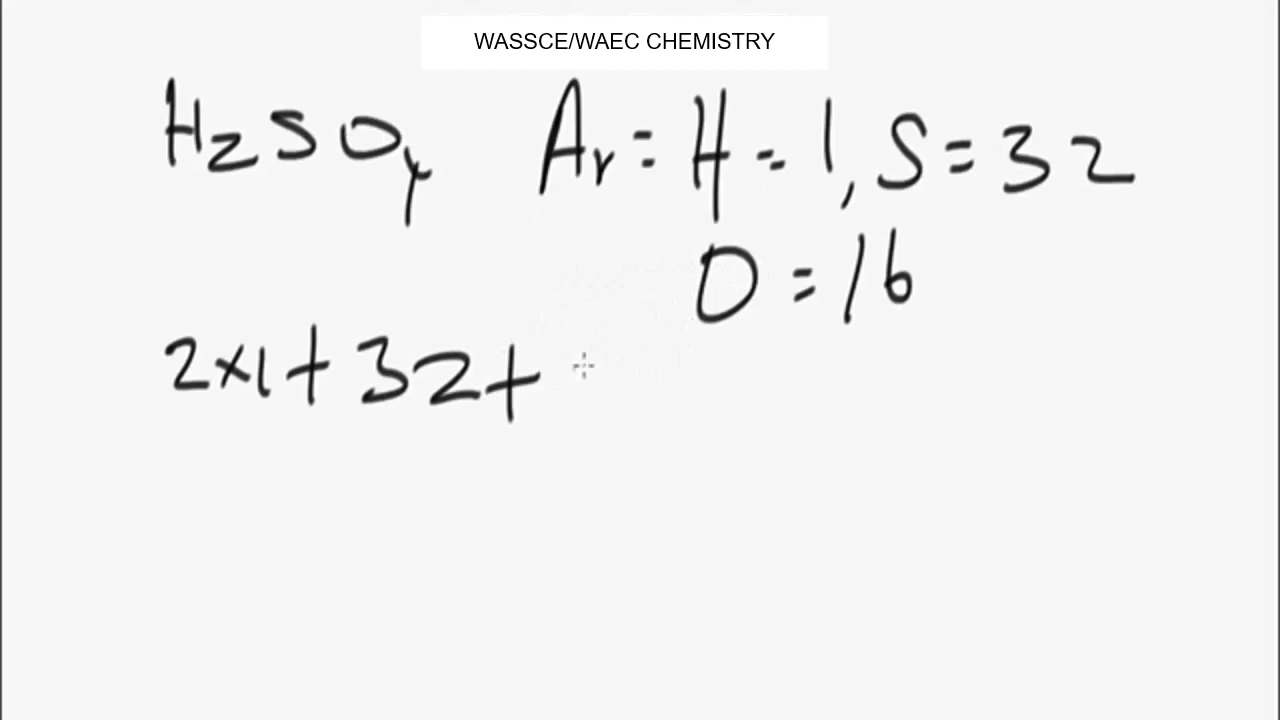 WASSCE/WAEC CHEMISTRY
H₂SO₄ Ar = H = 1, S = 32
O = 16
2×1 + 32 +